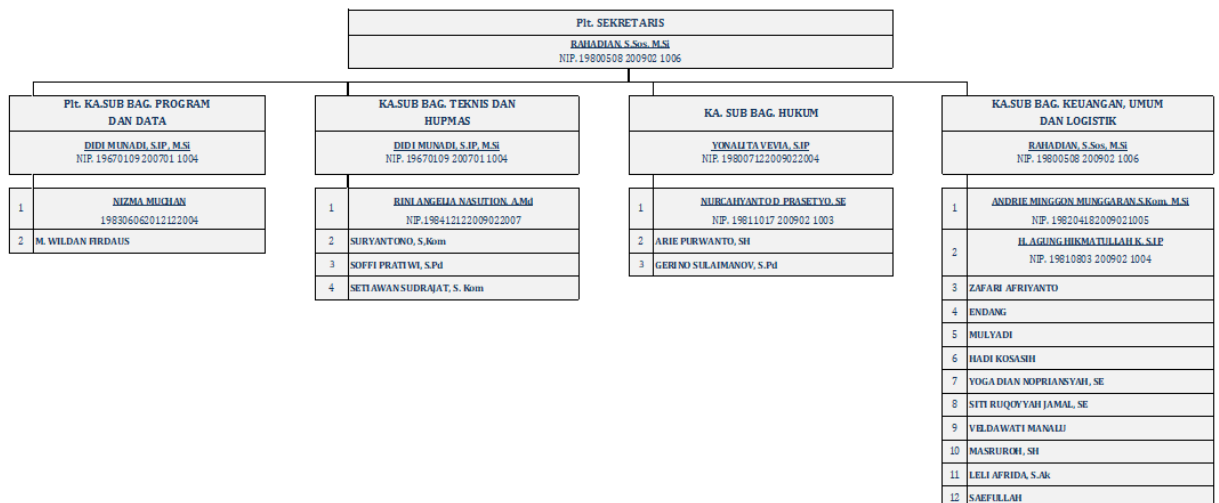 Plt. SEKRETARIS
RAHADIAN, S.Sos, M.Si
NIP. 19800508 200902 1006
Plt. KA.SUB BAG. PROGRAM
DAN DATA
DIDI MUNADI, S.IP, M.Si
NIP. 19670109 200701 1004
1 NIZMA MUCHAN
198306062012122004
2 M. WILDAN FIRDAUS
KA.SUB BAG. TEKNIS DAN
HUPMAS
DIDI MUNADI, S.IP, M.Si
NIP. 19670109 200701 1004
1 RINI ANGELIA NASUTION, A.Md
NIP.198412122009022007
2 SURYANTONO, S,Kom
3 SOFFI PRATIWI, S.Pd
4 SETIAWAN SUDRAJAT, S. Kom
KA. SUB BAG. HUKUM
YONALITA VEVIA, S.IP
NIP. 198007122009022004
1 NURCAHYANTO D PRASETYO, SE
NIP. 19811017 200902 1003
2 ARIE PURWANTO, SH
3 GERINO SULAIMANOV, S.Pd
KA.SUB BAG. KEUANGAN, UMUM
DAN LOGISTIK
RAHADIAN, S.Sos, M.Si
NIP. 19800508 200902 1006
1 ANDRIE MINGGON MUNGGARAN,S.Kom, M.Si
NIP. 198204182009021005
2 H. AGUNG HIKMATULLAH K, S.IP
NIP. 19810803 200902 1004
3 ZAFARI AFRIYANTO
4 ENDANG
5 MULYADI
6 HADI KOSASIH
7 YOGA DIAN NOPRIANSYAH, SE
8 SITI RUQOYYAH JAMAL, SE
9 VELDAWATI MANALU
10 MASRUROH, SH
11 LELI AFRIDA, S.Ak
12 SAEFULLAH